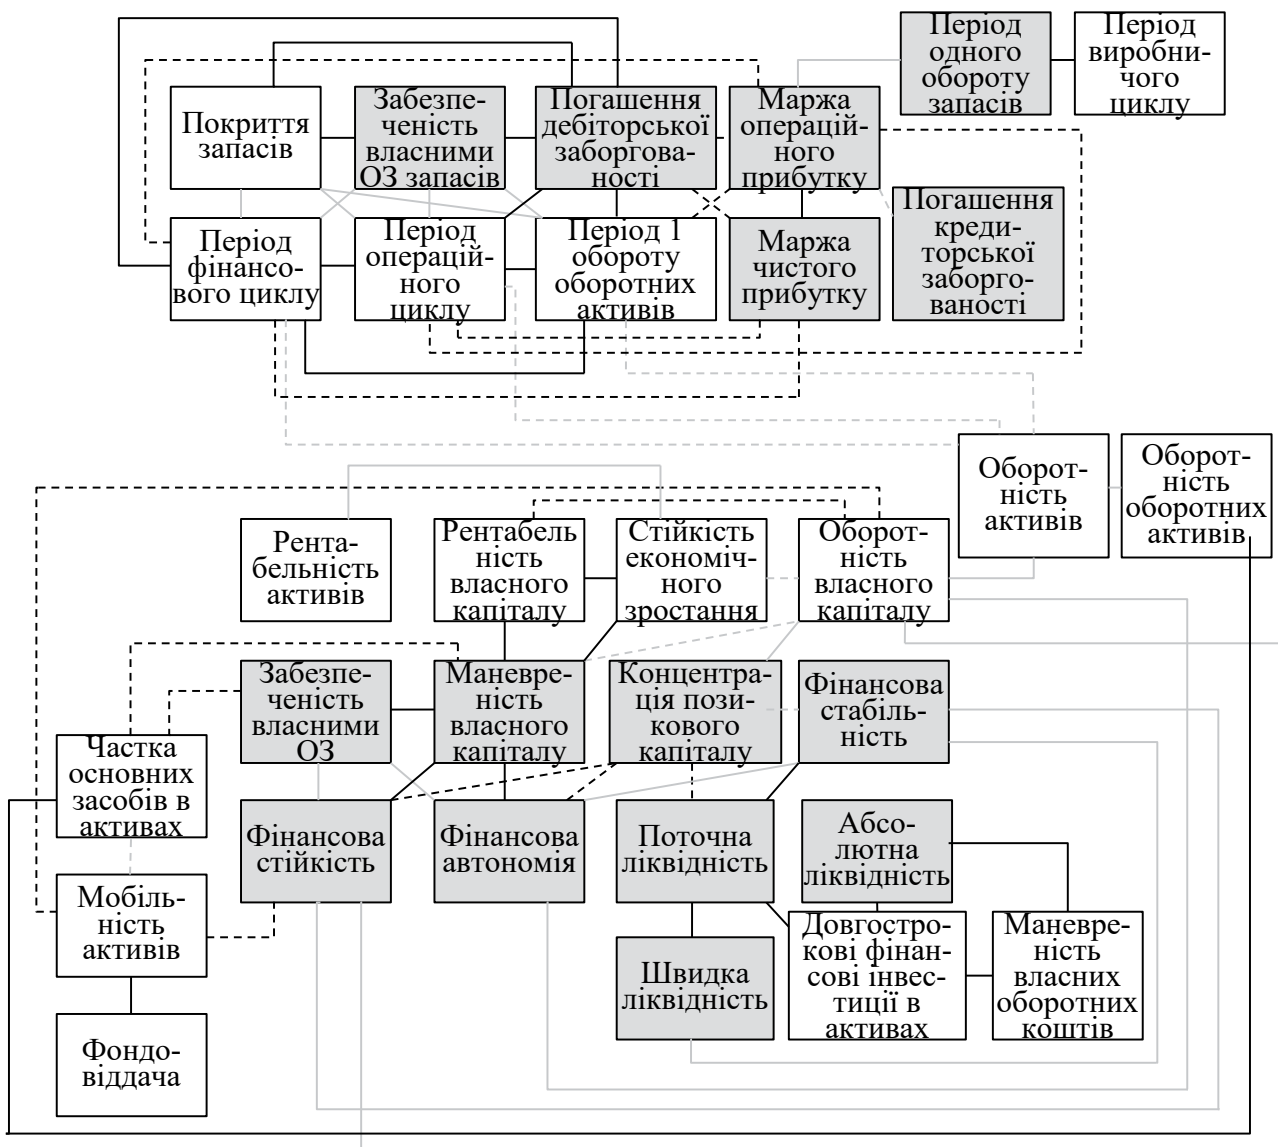 Період
одного
обороту
запасів
Період
виробни-
чого
циклу
Покриття
запасів
Забезпе-
ченість
власними
ОЗ запасів
Погашення
дебіторської
заборгова-
ності
Маржа
операцій-
ного
прибутку
Погашення
креди-
торської
заборго-
ваності
Період
фінансо-
вого циклу
Період
операцій-
ного
циклу
Період 1
обороту
оборотних
активів
Маржа
чистого
прибутку
Оборот-
ність
активів
Оборот-
ність
оборотних
активів
Рента-
бельність
активів
Рентабель
ність
власного
капіталу
Стійкість
економіч-
ного
зростання
Оборот-
ність
власного
капіталу
Забезпе-
ченість
власними
ОЗ
Маневре-
ність
власного
капіталу
Концентра-
ція пози-
кового
капіталу
Фінансова
стабіль-
ність
Частка
основних
засобів в
активах
Фінансова
стійкість
Фінансова
автономія
Поточна
ліквідність
Абсо-
лютна
ліквідність
Мобіль-
ність
активів
Швидка
ліквідність
Довгостро-
кові фінан-
сові інвес-
тиції в
активах
Маневре-
ність
власних
оборотних
коштів
Фондо-
віддача